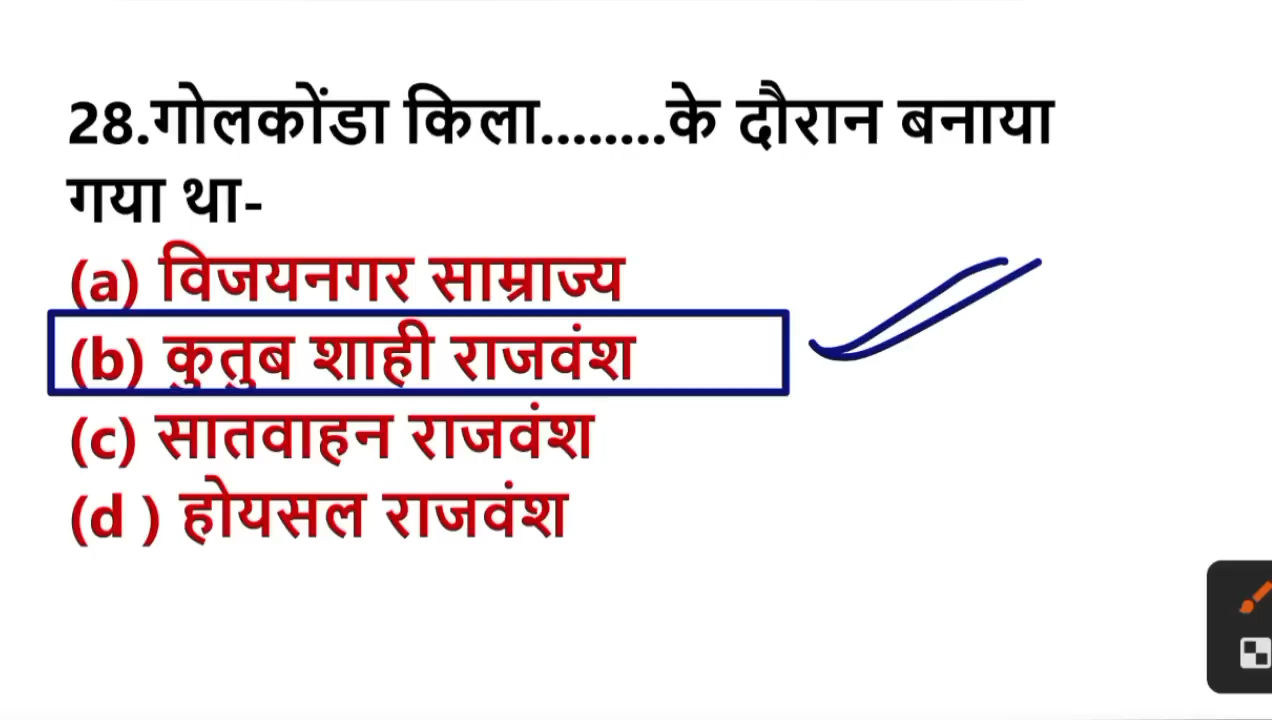 28.गोलकोंडा किला........के दौरान बनाया
गया था-
(a) विजयनगर साम्राज्य
(b) कुतुब शाही राजवंश
(c) सातवाहन राजवंश
(d ) होयसल राजवंश